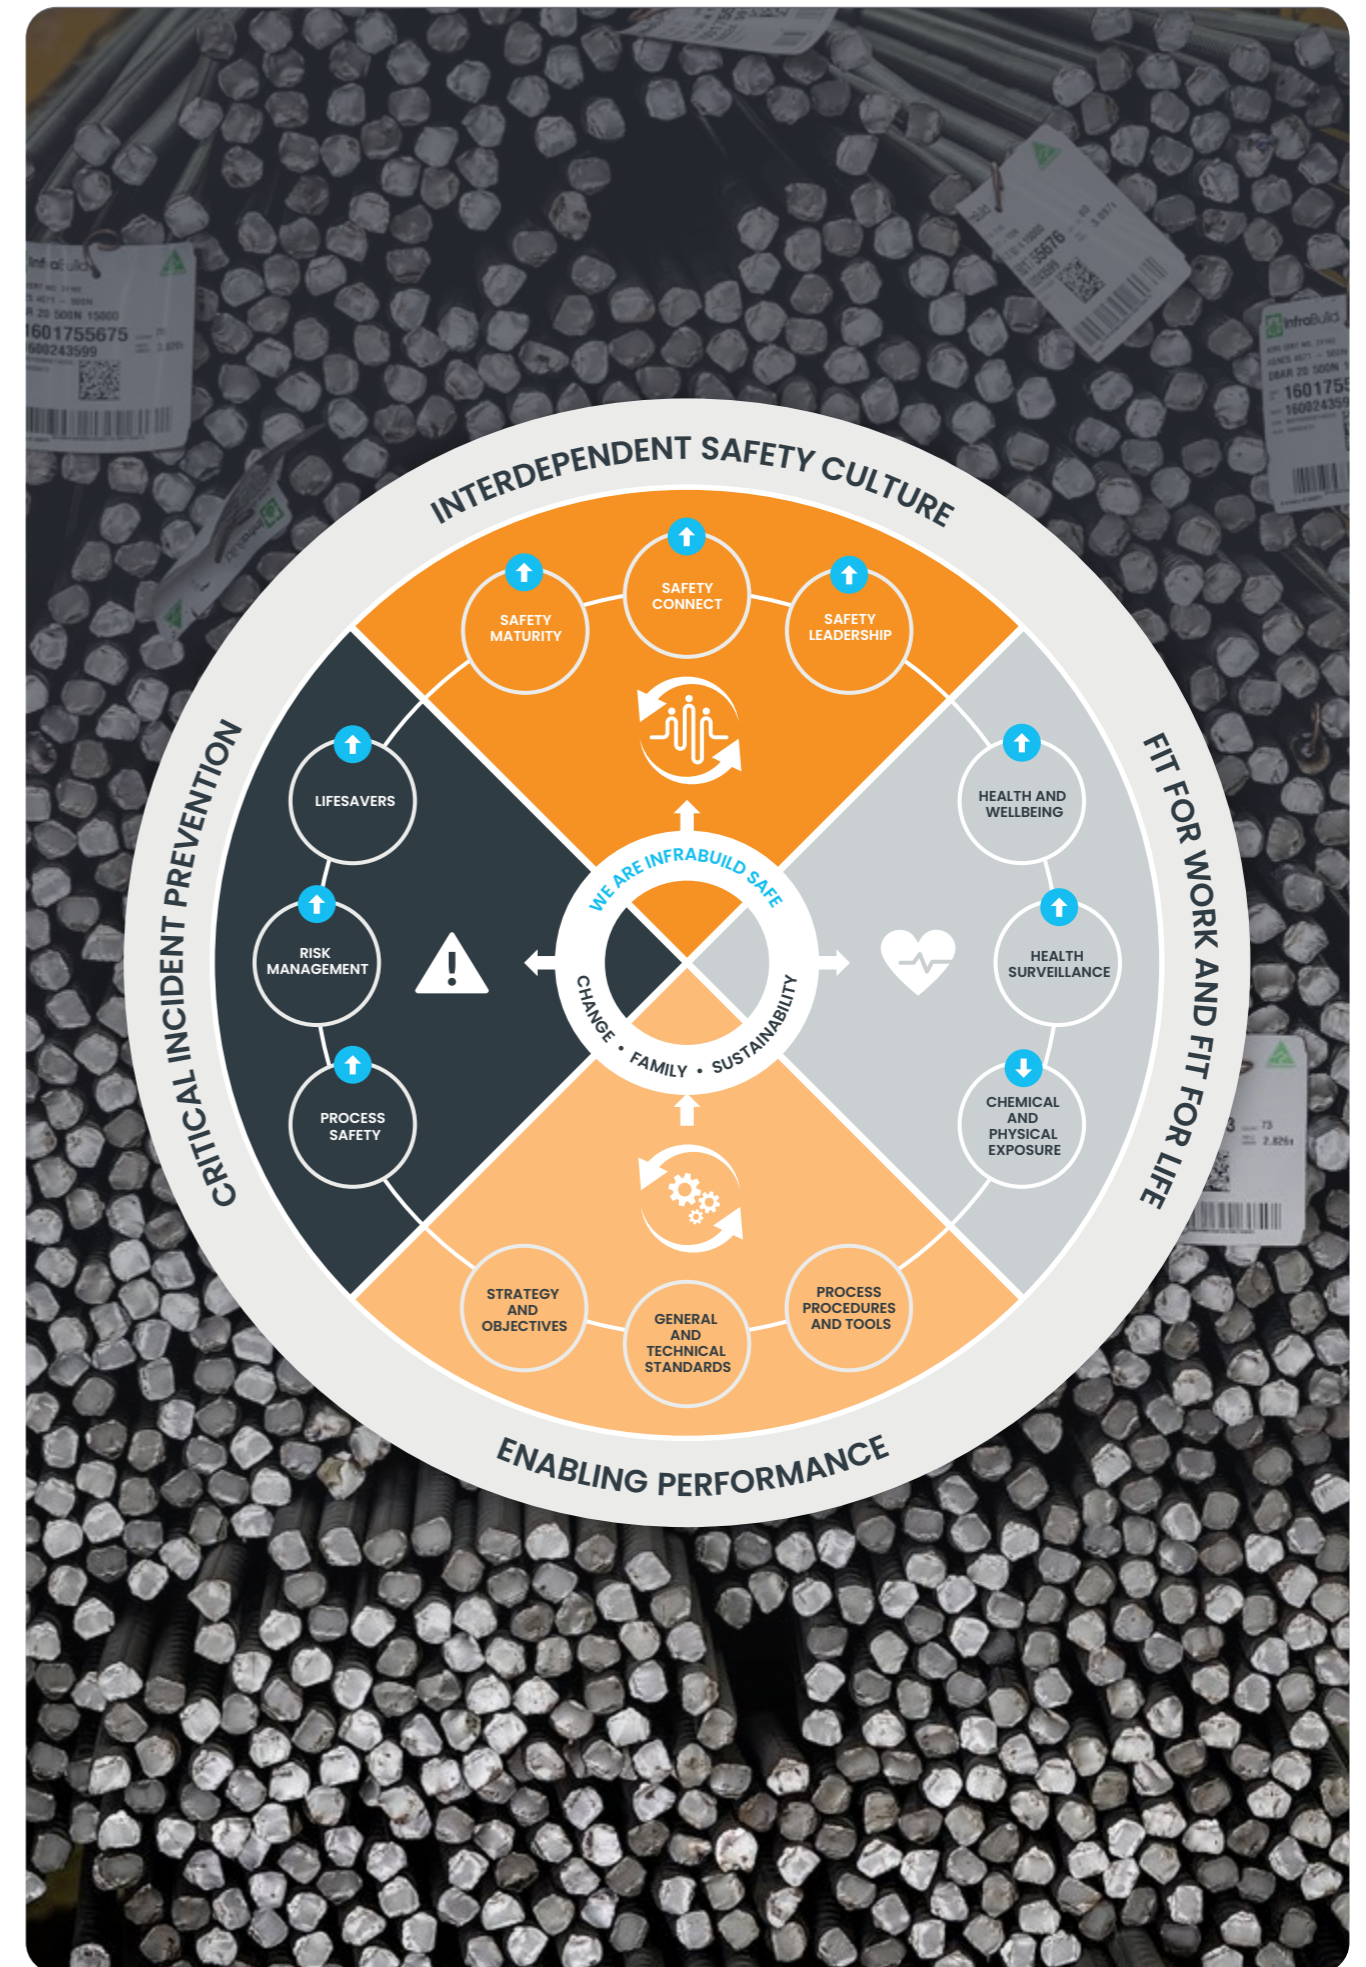 InfraBuild
1601755675
1600243599
InfraBuild
INTERDEPENDENT SAFETY CULTURE
SAFETY
CONNECT
SAFETY
MATURITY
SAFETY
LEADERSHIP
CRITICAL INCIDENT PREVENTION
LIFESAVERS
RISK
MANAGEMENT
PROCESS
SAFETY
FIT FOR WORK AND FIT FOR LIFE
HEALTH AND
WELLBEING
HEALTH
SURVEILLANCE
CHEMICAL
AND
PHYSICAL
EXPOSURE
WE ARE INFRABUILD SAFE
CHANGE • FAMILY • SUSTAINABILITY
STRATEGY
AND
OBJECTIVES
GENERAL
AND
TECHNICAL
STANDARDS
PROCESS
PROCEDURES
AND TOOLS
ENABLING PERFORMANCE